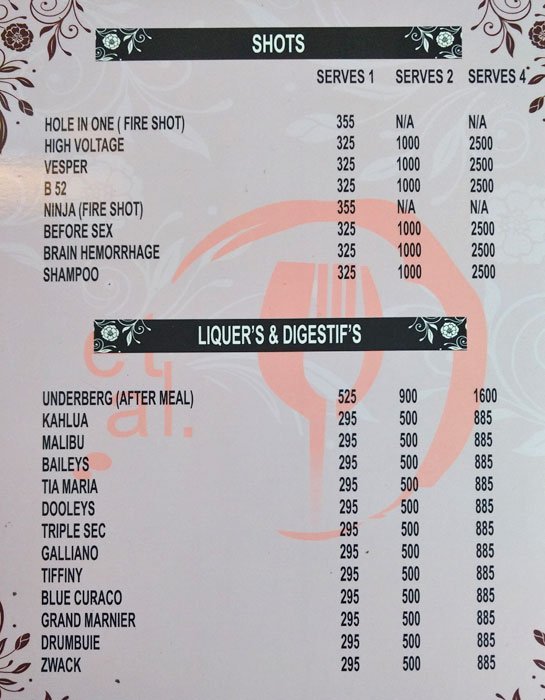 SHOTS
SERVES 1 SERVES 2 SERVES 4
HOLE IN ONE ( FIRE SHOT) 355 N/A N/A
HIGH VOLTAGE 325 1000 2500
VESPER 325 1000 2500
B 52 325 1000 2500
NINJA (FIRE SHOT) 355 N/A N/A
BEFORE SEX 325 1000 2500
BRAIN HEMORRHAGE 325 1000 2500
SHAMPOO 325 1000 2500
LIQUER'S & DIGESTIF'S
et
al.
UNDERBERG (AFTER MEAL) 525 900 1600
KAHLUA 295 500 885
MALIBU 295 500 885
BAILEYS 295 500 885
TIA MARIA 295 500 885
DOOLEYS 295 500 885
TRIPLE SEC 295 500 885
GALLIANO 295 500 885
TIFFINY 295 500 885
BLUE CURACO 295 500 885
GRAND MARNIER 295 500 885
DRUMBUIE 295 500 885
ZWACK 295 500 885